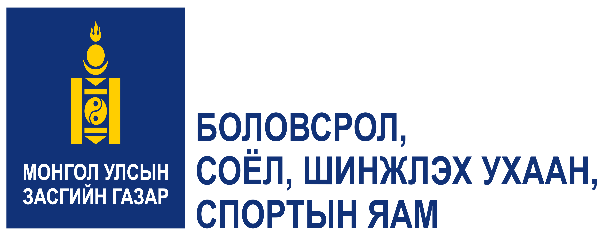 МОНГОЛ УЛСЫН
ЗАСГИЙН ГАЗАР
БОЛОВСРОЛ,
СОЁЛ, ШИНЖЛЭХ УХААН,
СПОРТЫН ЯАМ